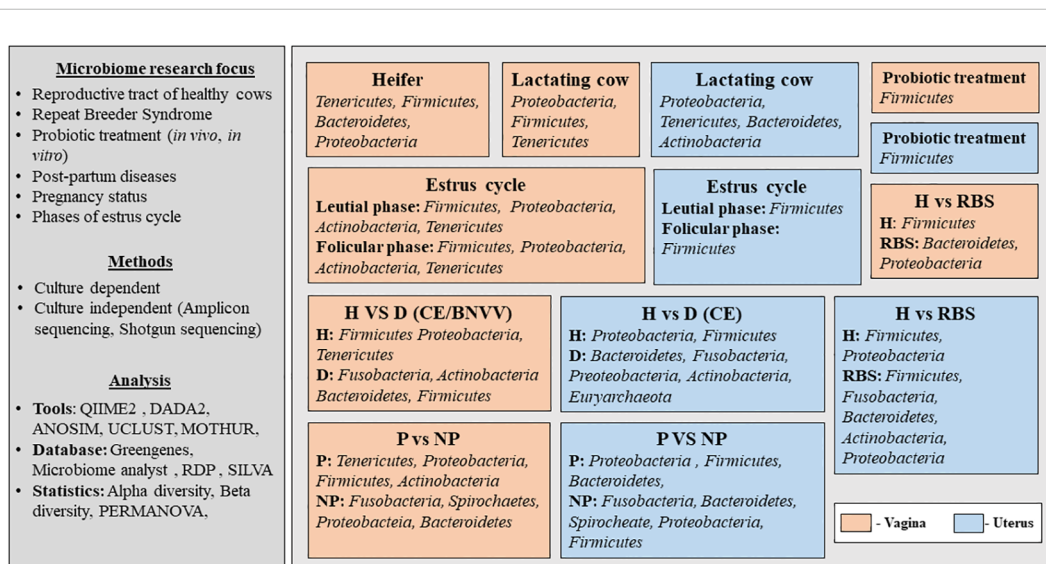 Microbiome research focus
• Reproductive tract of healthy cows
• Repeat Breeder Syndrome
• Probiotic treatment (in vivo, in
vitro)
• Post-partum diseases
• Pregnancy status
• Phases of estrus cycle
Methods
• Culture dependent
• Culture independent (Amplicon
sequencing, Shotgun sequencing)
Analysis
• Tools: QIIME2 , DADA2,
ANOSIM, UCLUST, MOTHUR,
• Database: Greengenes,
Microbiome analyst , RDP , SILVA
• Statistics: Alpha diversity, Beta
diversity, PERMANOVA,
Heifer
Tenericutes, Firmicutes,
Bacteroidetes,
Proteobacteria
Lactating cow
Proteobacteria,
Firmicutes,
Tenericutes
Lactating cow
Proteobacteria,
Tenericutes, Bacteroidetes,
Actinobacteria
Probiotic treatment
Firmicutes
Probiotic treatment
Firmicutes
Estrus cycle
Leutial phase: Firmicutes, Proteobacteria,
Actinobacteria, Tenericutes
Folicular phase: Firmicutes, Proteobacteria,
Actinobacteria, Tenericutes
Estrus cycle
Leutial phase: Firmicutes
Folicular phase:
Firmicutes
H vs RBS
H: Firmicutes
RBS: Bacteroidetes,
Proteobacteria
H VS D (CE/BNVV)
H: Firmicutes Proteobacteria,
Tenericutes
D: Fusobacteria, Actinobacteria
Bacteroidetes, Firmicutes
H vs D (CE)
H: Proteobacteria, Firmicutes
D: Bacteroidetes, Fusobacteria,
Preoteobacteria, Actinobacteria,
Euryarchaeota
H vs RBS
H: Firmicutes,
Proteobacteria
RBS: Firmicutes,
Fusobacteria,
Bacteroidetes,
Actinobacteria,
Proteobacteria
P vs NP
P: Tenericutes, Proteobacteria,
Firmicutes, Actinobacteria
NP: Fusobacteria, Spirochaetes,
Proteobacteia, Bacteroidetes
P VS NP
P: Proteobacteria , Firmicutes,
Bacteroidetes,
NP: Fusobacteria, Bacteroidetes,
Spirocheate, Proteobacteria,
Firmicutes
- Vagina
- Uterus